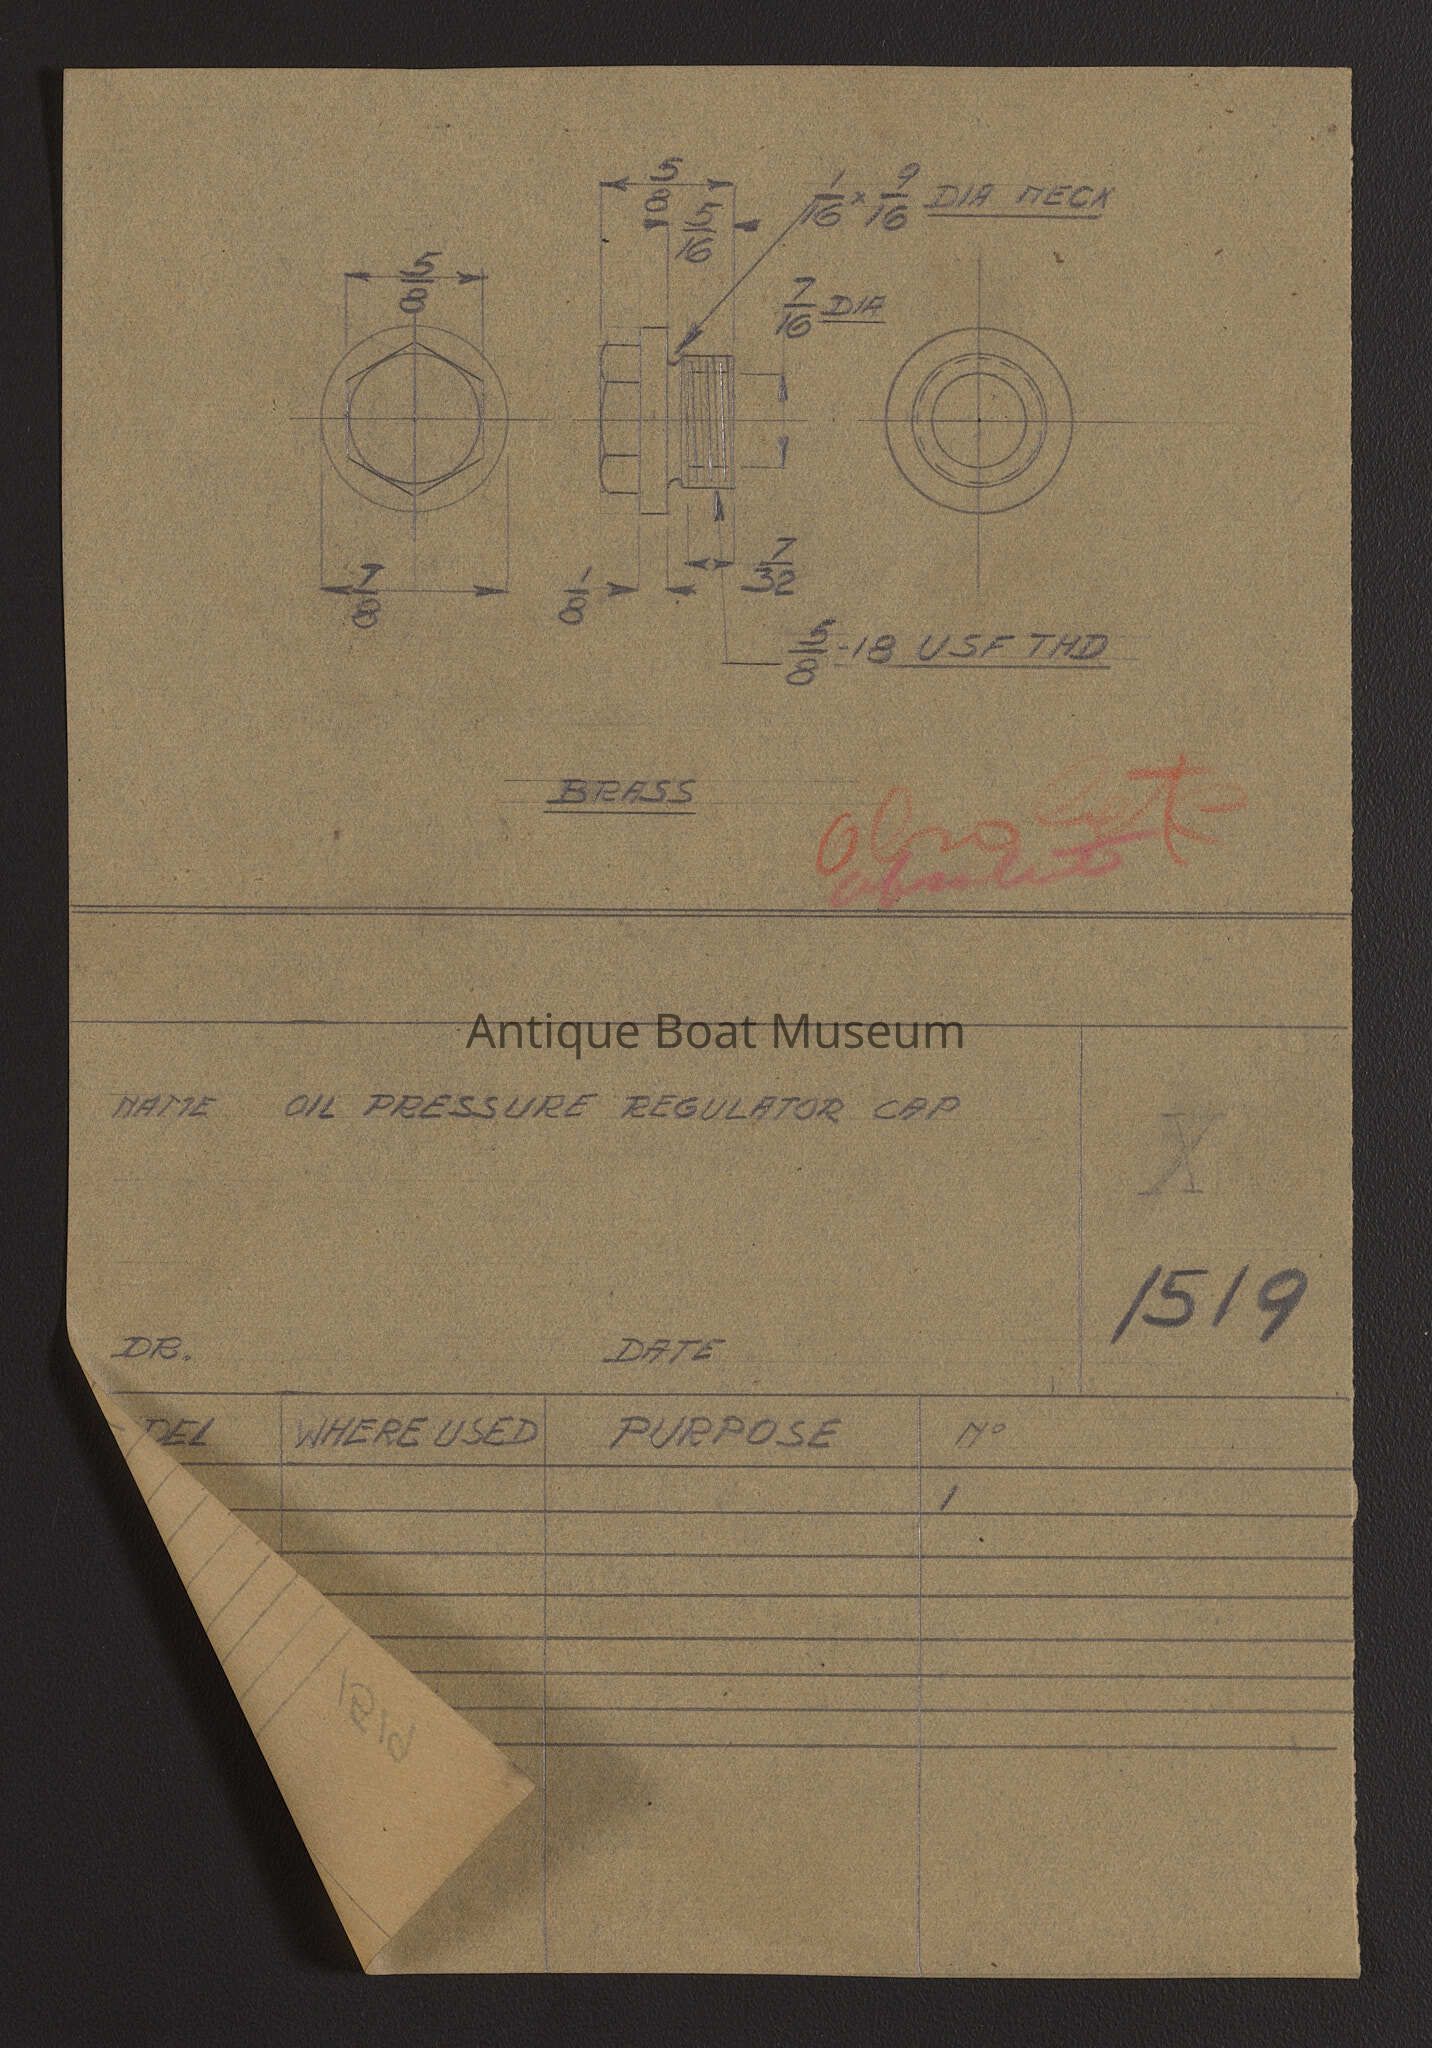 5/8
1/16 x 9/16 DIA NECK
5/16
5/8
7/16 DIA
7/8
1/8
7/32
5/8-18 USF THD
BRASS
obsolete
obsolete
Antique Boat Museum
NAME OIL PRESSURE REGULATOR CAP
X
1519
DR. DATE
DEL WHERE USED PURPOSE No
1
1519